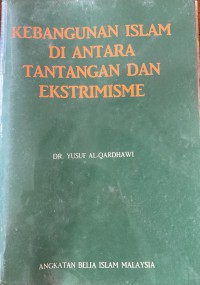 KEBANGUNAN ISLAM
DI ANTARA
TANTANGAN DAN
EKSTRIMISME
DR. YUSUF AL-QARDHAWI
ANGKATAN BELIA ISLAM MALAYSIA